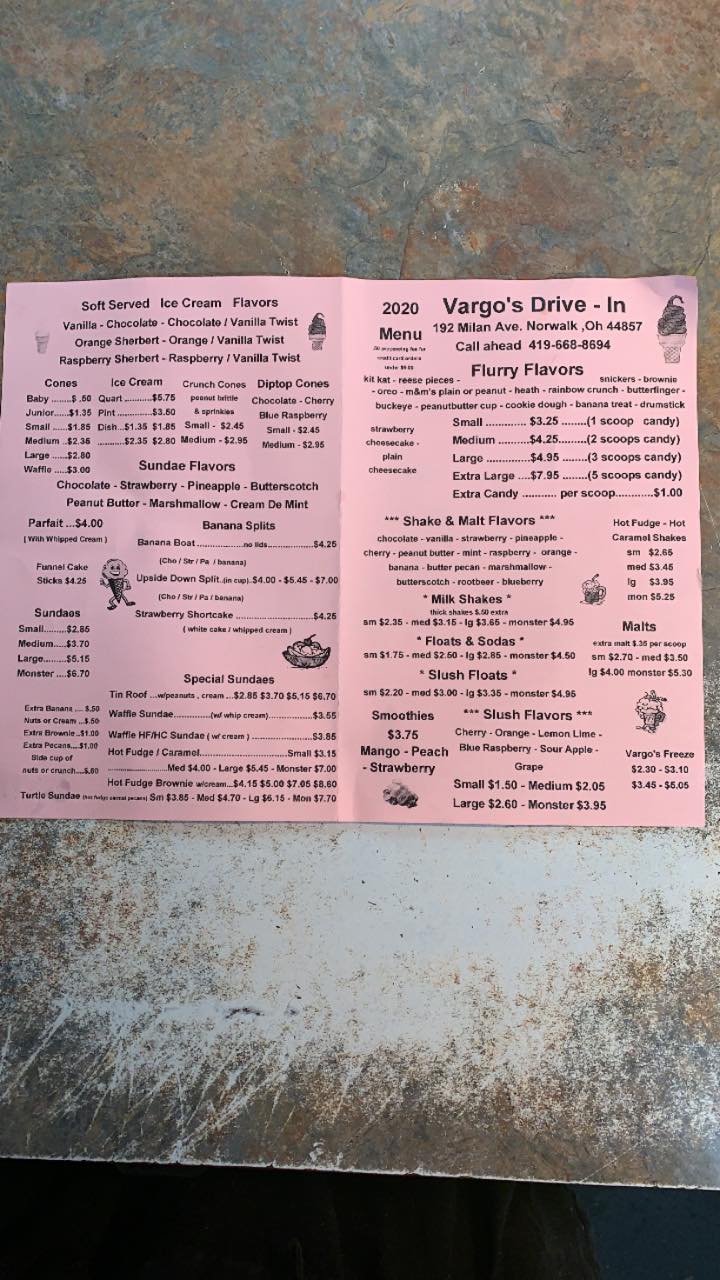 Soft Served Ice Cream Flavors
Vanilla - Chocolate - Chocolate / Vanilla Twist
Orange Sherbert - Orange / Vanilla Twist
Raspberry Sherbert - Raspberry / Vanilla Twist
Cones
Baby ........$ .50
Junior......$1.35
Small ......$1.85
Medium ..$2.35
Large ......$2.80
Waffle .....$3.00
Ice Cream
Quart ..........$5.75
Pint ............$3.50
Dish...$1.35 $1.85
........$2.35 $2.80
Crunch Cones
peanut brittle
& sprinkles
Small - $2.45
Medium - $2.95
Diptop Cones
Chocolate - Cherry
Blue Raspberry
Small - $2.45
Medium - $2.95
Sundae Flavors
Chocolate - Strawberry - Pineapple - Butterscotch
Peanut Butter - Marshmallow - Cream De Mint
Parfait ...$4.00
( With Whipped Cream )
Funnel Cake
Sticks $4.25
Sundaes
Small........$2.85
Medium....$3.70
Large........$5.15
Monster ...$6.70
Banana Splits
Banana Boat ....................no lids...................$4.25
(Cho / Str / Pa / banana)
Upside Down Split.(in cup).$4.00 - $5.45 - $7.00
(Cho / Str / Pa / banana)
Strawberry Shortcake ................................$4.25
( white cake / whipped cream )
Special Sundaes
Tin Roof ...w/peanuts , cream ...$2.85 $3.70 $5.15 $6.70
Waffle Sundae..............(w/ whip cream).............$3.55
Waffle HF/HC Sundae ( w/ cream ) ......................$3.85
Hot Fudge / Caramel.............................Small $3.15
....................Med $4.00 - Large $5.45 - Monster $7.00
Hot Fudge Brownie w/cream...$4.15 $5.00 $7.05 $8.60
Turtle Sundae Sm $3.85 - Med $4.70 - Lg $6.15 - Mon $7.70
Extra Banana .... $.50
Nuts or Cream ...$.50
Extra Brownie..$1.00
Extra Pecans....$1.00
Side cup of
nuts or crunch....$.60
2020
Menu
Vargo's Drive - In
192 Milan Ave. Norwalk ,Oh 44857
Call ahead 419-668-8694
Flurry Flavors
kit kat - reese pieces - snickers - brownie
- oreo - m&m's plain or peanut - heath - rainbow crunch - butterfinger -
buckeye - peanutbutter cup - cookie dough - banana treat - drumstick
strawberry
cheesecake -
plain
cheesecake
Small ............. $3.25 ........(1 scoop candy)
Medium ...........$4.25........(2 scoops candy)
Large ..............$4.95 ......(3 scoops candy)
Extra Large ....$7.95 ......(5 scoops candy)
Extra Candy ........... per scoop............$1.00
*** Shake & Malt Flavors ***
chocolate - vanilla - strawberry - pineapple -
cherry - peanut butter - mint - raspberry - orange -
banana - butter pecan - marshmallow -
butterscotch - rootbeer - blueberry
* Milk Shakes *
thick shakes $.50 extra
sm $2.35 - med $3.15 - lg $3.65 - monster $4.95
* Floats & Sodas *
sm $1.75 - med $2.50 - lg $2.85 - monster $4.50
* Slush Floats *
sm $2.20 - med $3.00 - lg $3.35 - monster $4.95
Hot Fudge - Hot
Caramel Shakes
sm $2.65
med $3.45
lg $3.95
mon $5.25
Malts
extra malt $.35 per scoop
sm $2.70 - med $3.50
lg $4.00 monster $5.30
Smoothies
$3.75
Mango - Peach
- Strawberry
*** Slush Flavors ***
Cherry - Orange - Lemon Lime -
Blue Raspberry - Sour Apple -
Grape
Small $1.50 - Medium $2.05
Large $2.60 - Monster $3.95
Vargo's Freeze
$2.30 - $3.10
$3.45 - $5.05